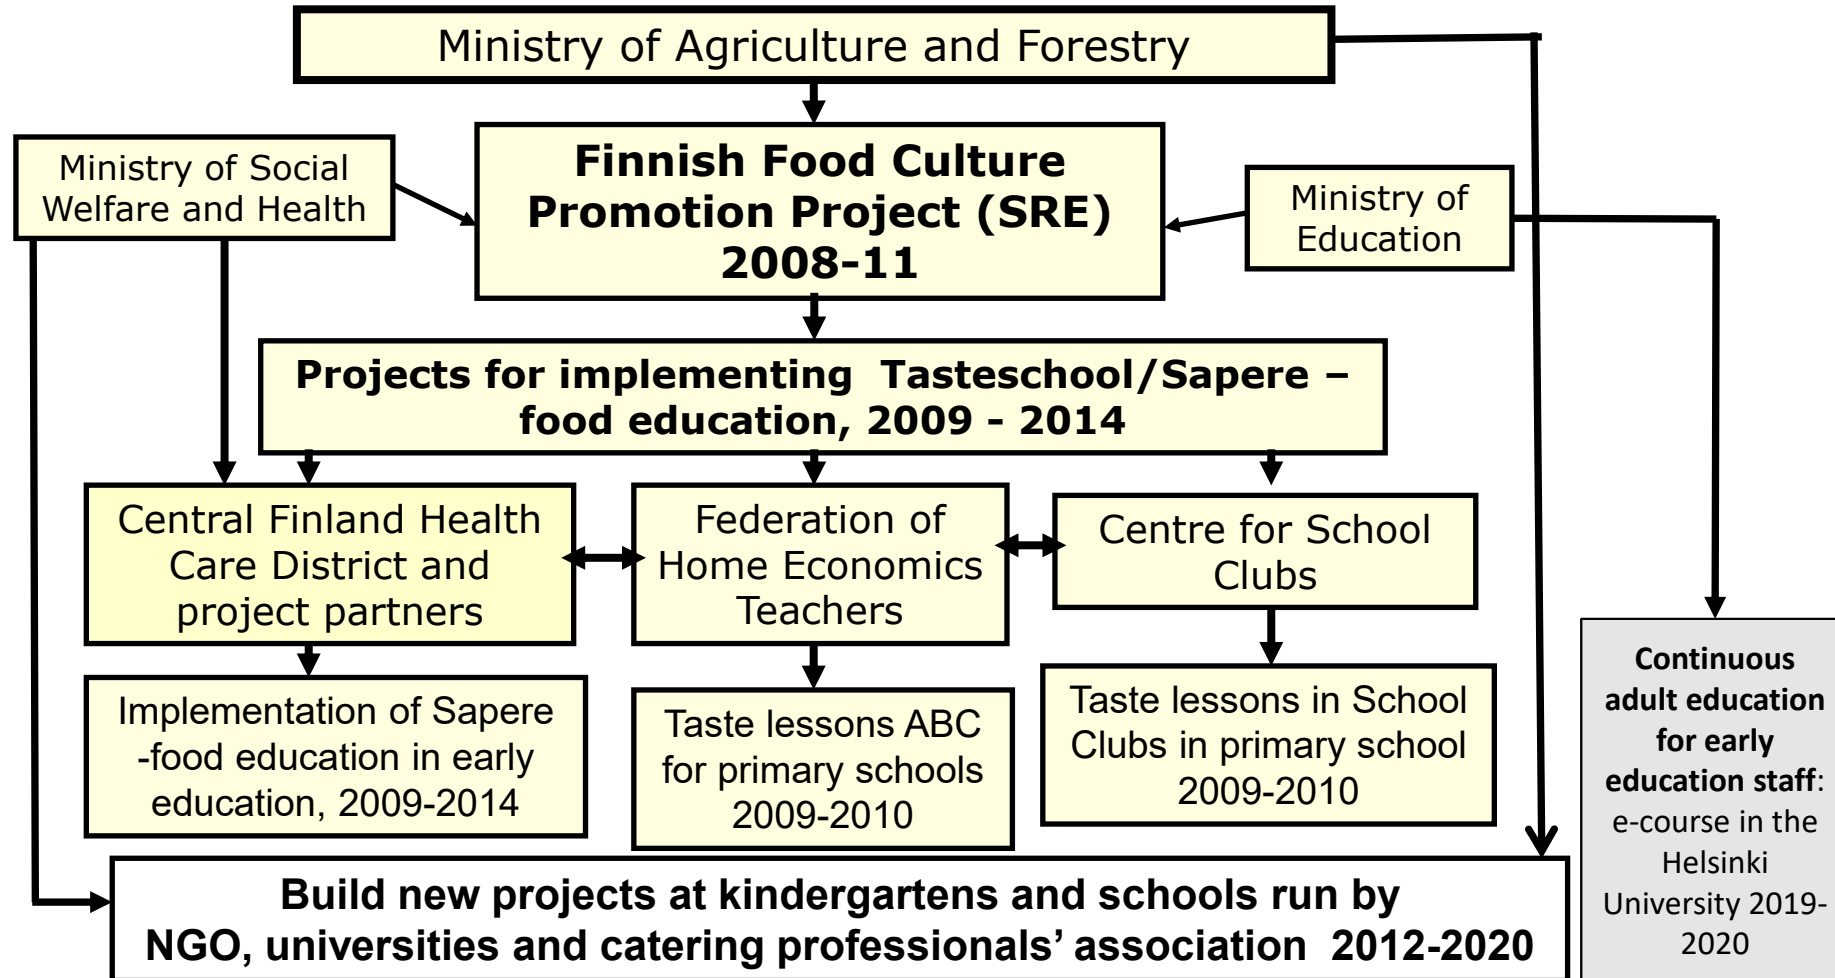 Ministry of Agriculture and Forestry
Ministry of Social
Welfare and Health
Finnish Food Culture
Promotion Project (SRE)
2008-11
Ministry of
Education
Projects for implementing  Tasteschool/Sapere –
food education, 2009 - 2014
Central Finland Health
Care District and
project partners
Federation of
Home Economics
Teachers
Centre for School
Clubs
Implementation of Sapere
-food education in early
education, 2009-2014
Taste lessons ABC
for primary schools
2009-2010
Taste lessons in School
Clubs in primary school
2009-2010
Continuous
adult education
for early
education staff:
e-course in the
Helsinki
University 2019-
2020
Build new projects at kindergartens and schools run by
NGO, universities and catering professionals’ association  2012-2020